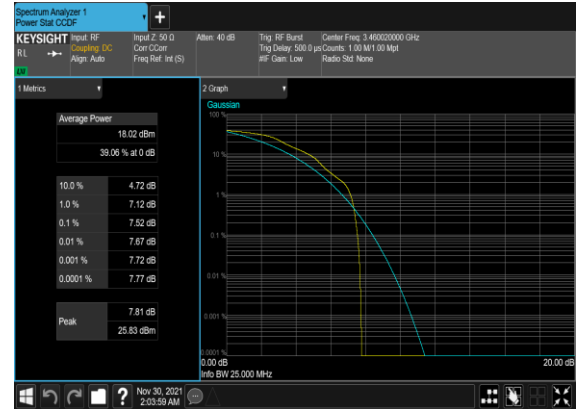 Spectrum Analyzer 1
Power Stat CCDF
+
KEYSIGHT
RL
LU
Input: RF
Coupling: DC
Align: Auto
Input Z: 50 Ω
Corr CCorr
Freq Ref: Int (S)
Atten: 40 dB
Trig: RF Burst
Trig Delay: 500.0 µs
#IF Gain: Low
Center Freq: 3.460020000 GHz
Counts: 1.00 M/1.00 Mpt
Radio Std: None
1 Metrics
Average Power
18.02 dBm
39.06 % at 0 dB
10.0 % 4.72 dB
1.0 % 7.12 dB
0.1 % 7.52 dB
0.01 % 7.67 dB
0.001 % 7.72 dB
0.0001 % 7.77 dB
Peak
7.81 dB
25.83 dBm
2 Graph
Gaussian
100 %
10 %
1 %
0.1 %
0.01 %
0.001 %
0.0001 %
0.00 dB
20.00 dB
Info BW 25.000 MHz
?
Nov 30, 2021
2:03:59 AM